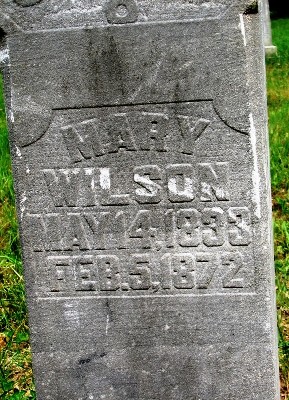 MARY
WILSON
MAY 14, 1833
FEB. 5, 1872